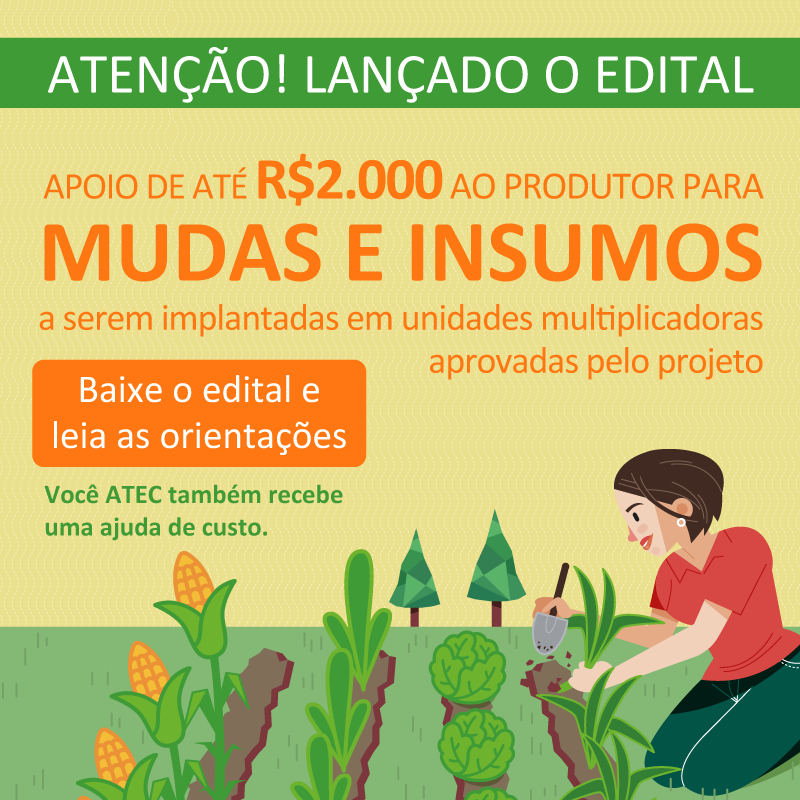 ATENÇÃO! LANÇADO O EDITAL
APOIO DE ATÉ R$2.000 AO PRODUTOR PARA
MUDAS E INSUMOS
a serem implantadas em unidades multiplicadoras
aprovadas pelo projeto
Baixe o edital e
leia as orientações
Você ATEC também recebe
uma ajuda de custo.